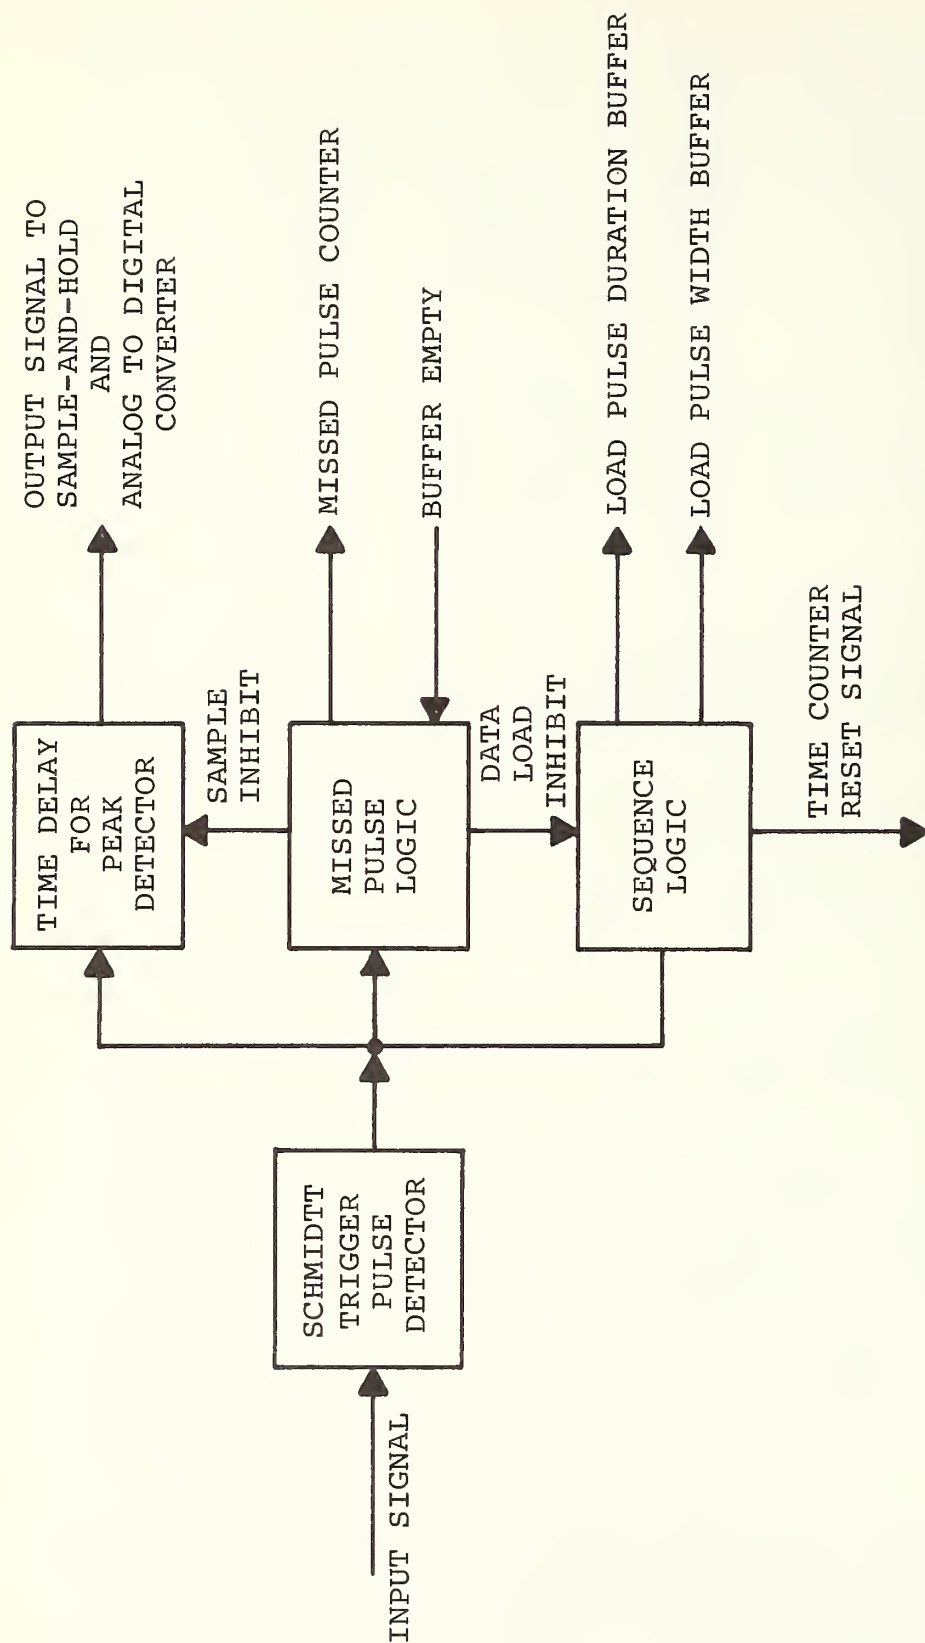 INPUT SIGNAL
SCHMIDTT
TRIGGER
PULSE
DETECTOR
TIME DELAY
FOR
PEAK
DETECTOR
OUTPUT SIGNAL TO
SAMPLE-AND-HOLD
AND
ANALOG TO DIGITAL
CONVERTER
SAMPLE
INHIBIT
MISSED
PULSE
LOGIC
MISSED PULSE COUNTER
BUFFER EMPTY
DATA
LOAD
INHIBIT
SEQUENCE
LOGIC
LOAD PULSE DURATION BUFFER
LOAD PULSE WIDTH BUFFER
TIME COUNTER
RESET SIGNAL